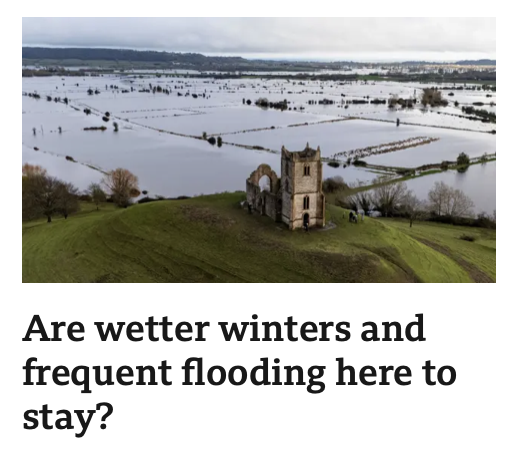 Are wetter winters and
frequent flooding here to
stay?